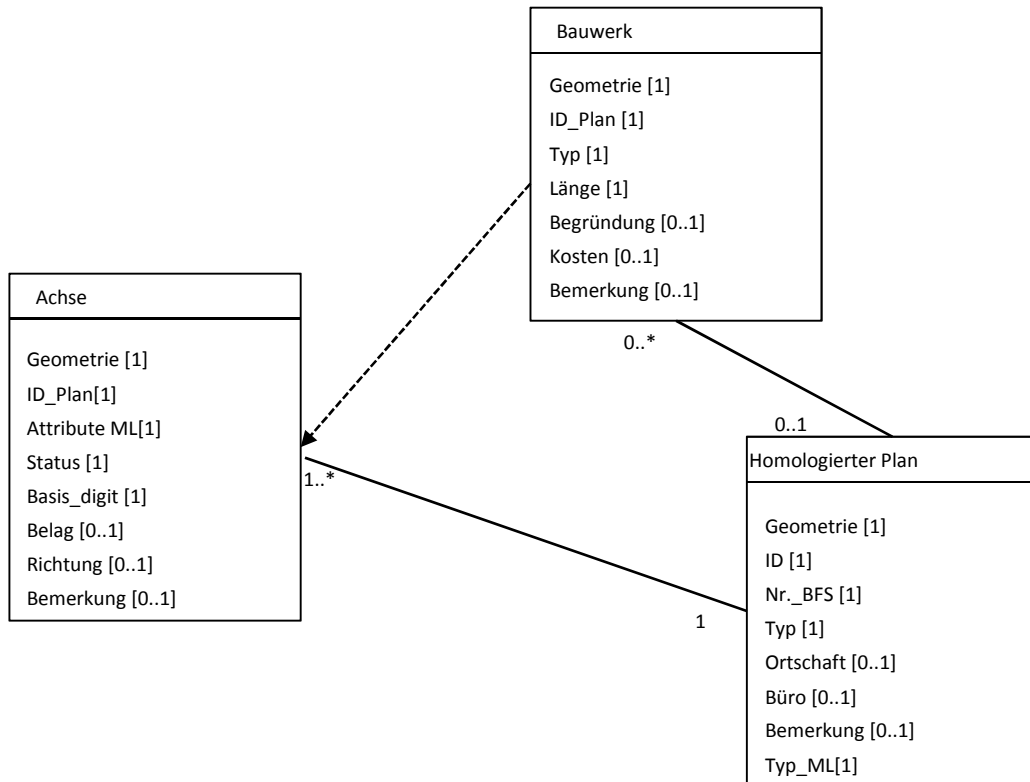 Bauwerk
Geometrie [1]
ID_Plan [1]
Typ [1]
Länge [1]
Begründung [0..1]
Kosten [0..1]
Bemerkung [0..1]
0..*
Achse
Geometrie [1]
ID_Plan[1]
Attribute ML[1]
Status [1]
Basis_digit [1]
Belag [0..1]
Richtung [0..1]
Bemerkung [0..1]
1..*
0..1
1
Homologierter Plan
Geometrie [1]
ID [1]
Nr._BFS [1]
Typ [1]
Ortschaft [0..1]
Büro [0..1]
Bemerkung [0..1]
Typ_ML[1]